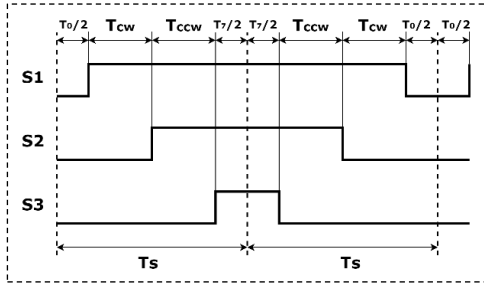 T₀/2 Tcw Tccw T₇/2 T₇/2 Tccw Tcw T₀/2 T₀/2
S1
S2
S3
Ts Ts